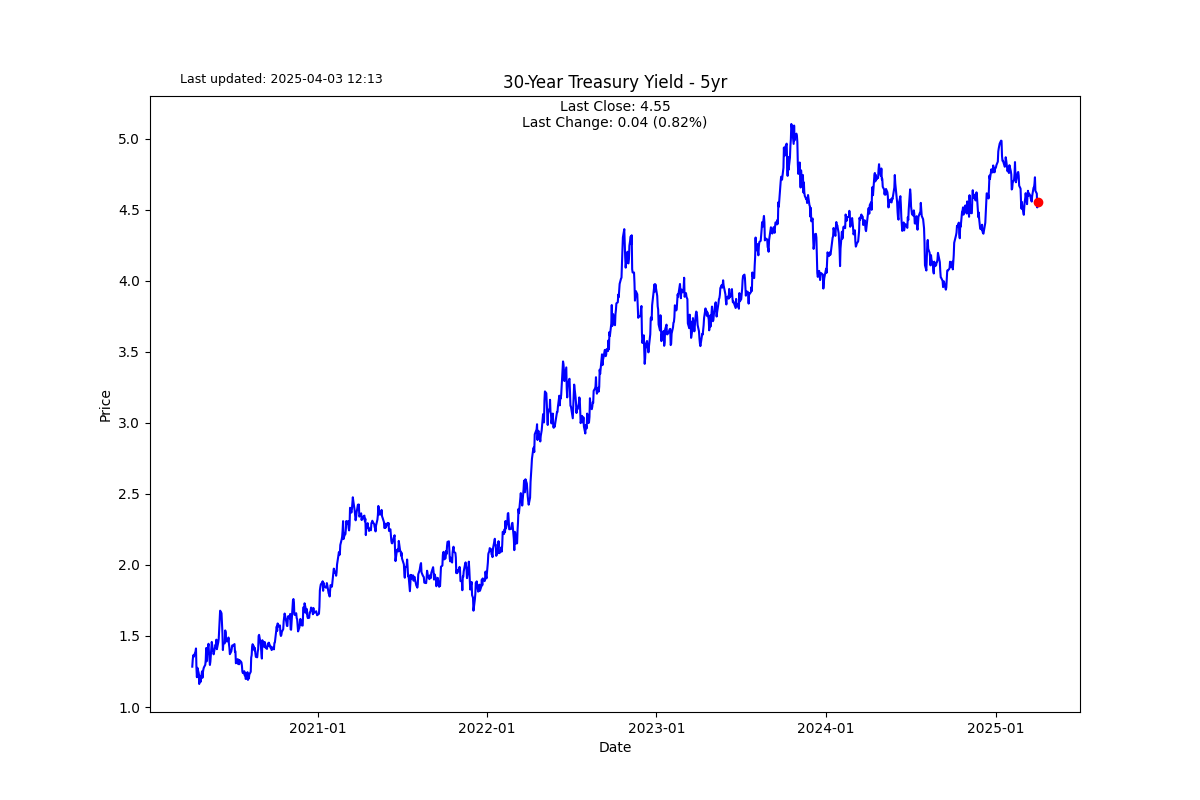 Last updated: 2025-04-03 12:13
30-Year Treasury Yield - 5yr
Last Close: 4.55
Last Change: 0.04 (0.82%)
Price
5.0
4.5
4.0
3.5
3.0
2.5
2.0
1.5
1.0
2021-01
2022-01
2023-01
2024-01
2025-01
Date